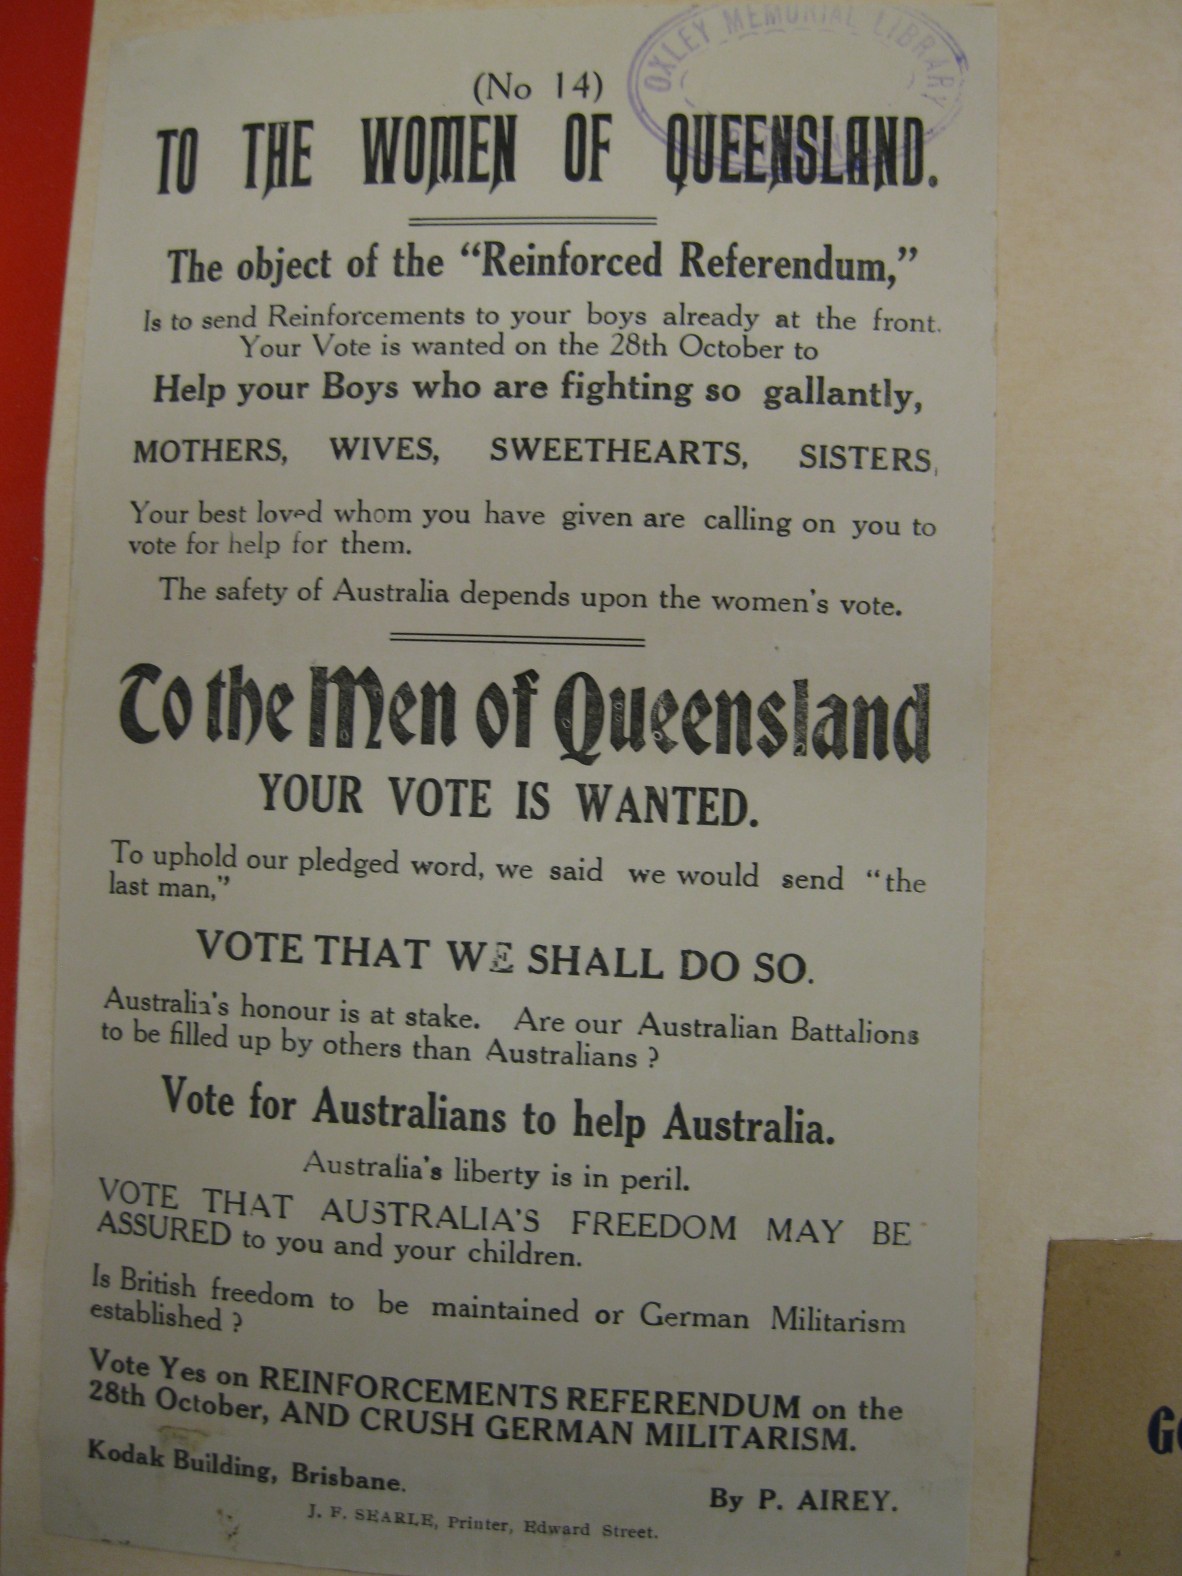 OXLEY MEMORIAL LIBRARY
(No 14)
TO THE WOMEN OF QUEENSLAND.
The object of the “Reinforced Referendum,”
Is to send Reinforcements to your boys already at the front.
Your Vote is wanted on the 28th October to
Help your Boys who are fighting so gallantly,
MOTHERS, WIVES, SWEETHEARTS, SISTERS,
Your best loved whom you have given are calling on you to
vote for help for them.
The safety of Australia depends upon the women's vote.
To the Men of Queensland
YOUR VOTE IS WANTED.
To uphold our pledged word, we said we would send “the
last man,”
VOTE THAT WE SHALL DO SO.
Australia's honour is at stake. Are our Australian Battalions
to be filled up by others than Australians ?
Vote for Australians to help Australia.
Australia's liberty is in peril.
VOTE THAT AUSTRALIA'S FREEDOM MAY BE
ASSURED to you and your children.
Is British freedom to be maintained or German Militarism
established ?
Vote Yes on REINFORCEMENTS REFERENDUM on the
28th October, AND CRUSH GERMAN MILITARISM.
Kodak Building, Brisbane.
By P. AIREY.
J. F. SEARLE, Printer, Edward Street.